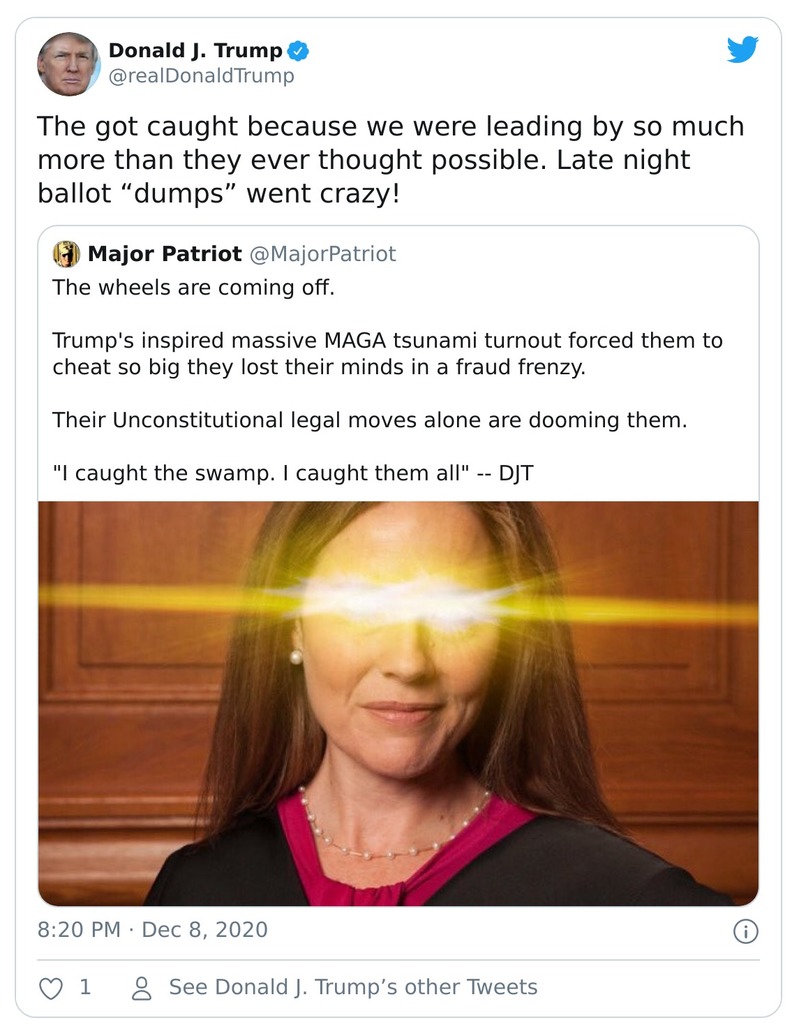 Donald J. Trump
@realDonaldTrump
The got caught because we were leading by so much
more than they ever thought possible. Late night
ballot “dumps” went crazy!
Major Patriot @MajorPatriot
The wheels are coming off.
Trump's inspired massive MAGA tsunami turnout forced them to
cheat so big they lost their minds in a fraud frenzy.
Their Unconstitutional legal moves alone are dooming them.
"I caught the swamp. I caught them all" -- DJT
8:20 PM · Dec 8, 2020
1
See Donald J. Trump’s other Tweets